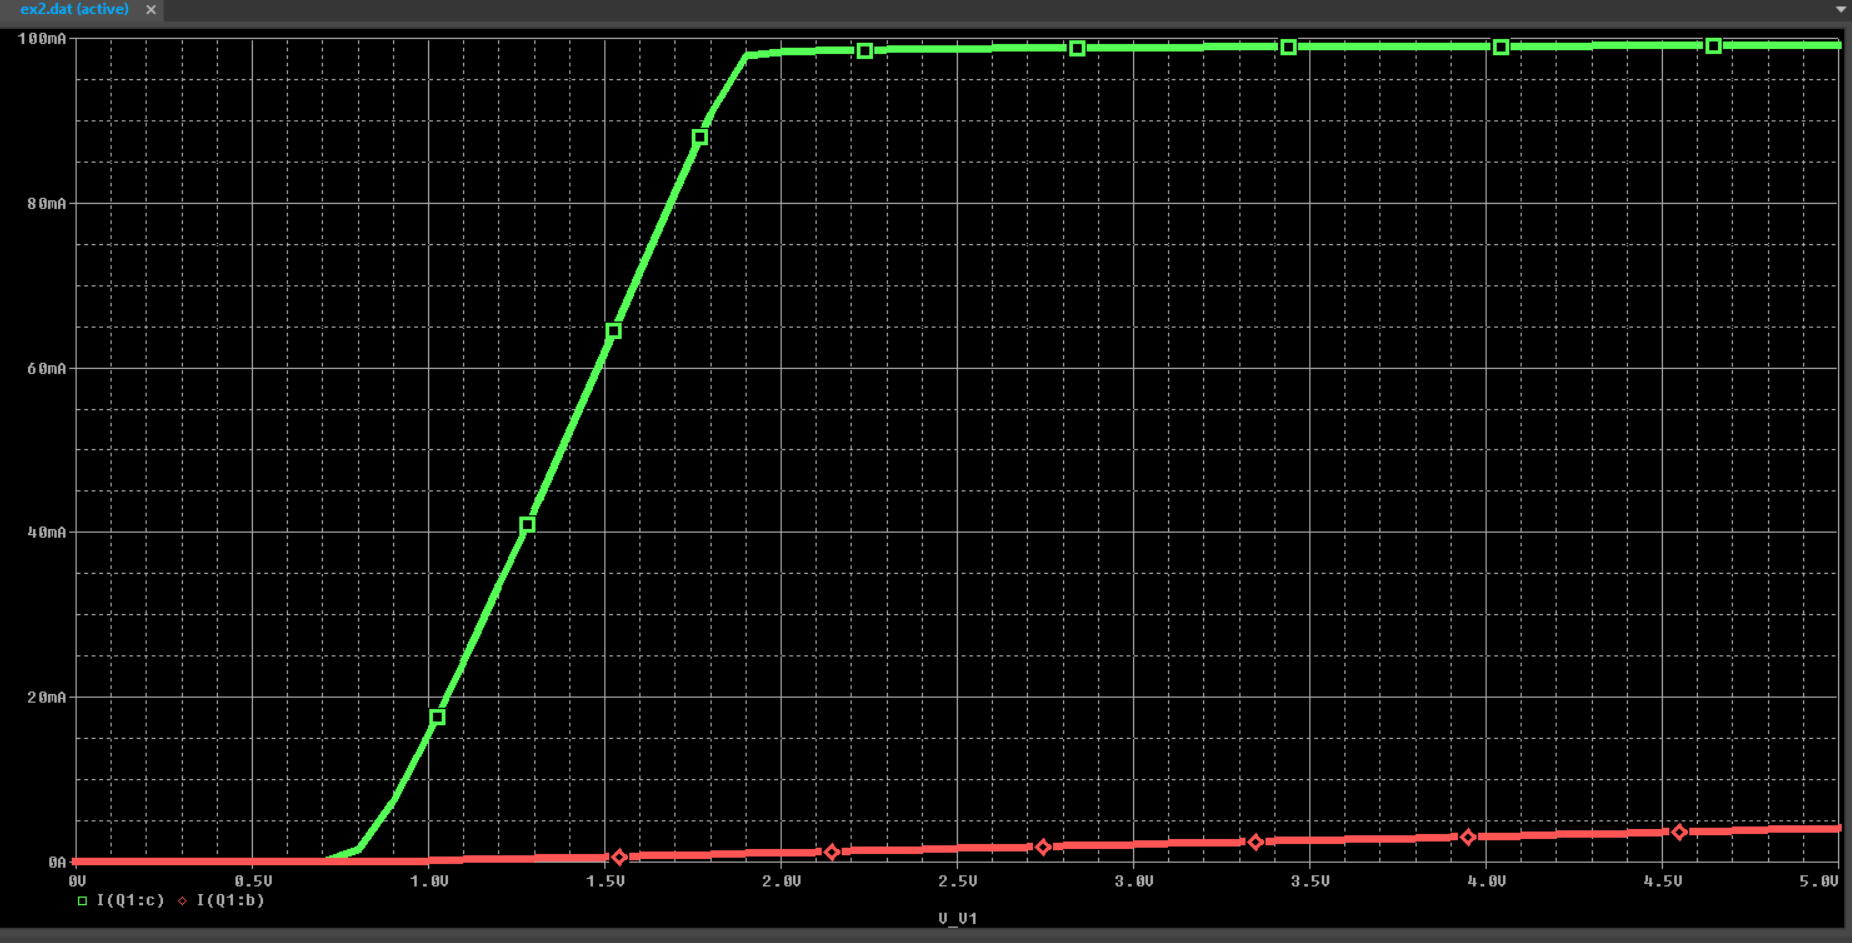 ex2.dat (active) ×
100mA
80mA
60mA
40mA
20mA
0A
0V 0.5V 1.0V 1.5V 2.0V 2.5V 3.0V 3.5V 4.0V 4.5V 5.0V
I(Q1:c) I(Q1:b)
V_V1